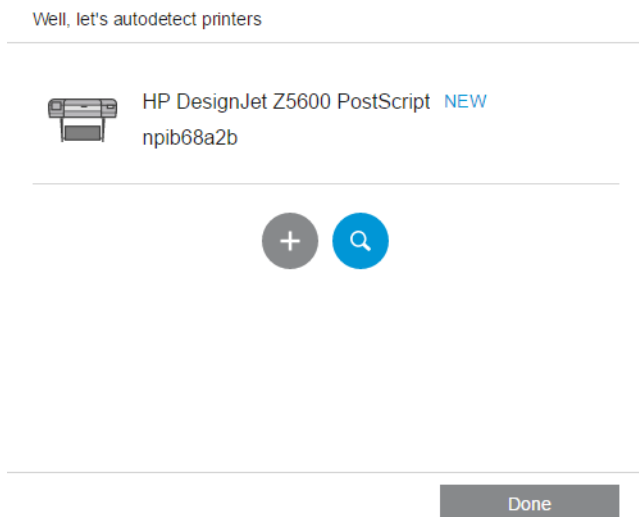 Well, let's autodetect printers
HP DesignJet Z5600 PostScript NEW
npib68a2b
Done